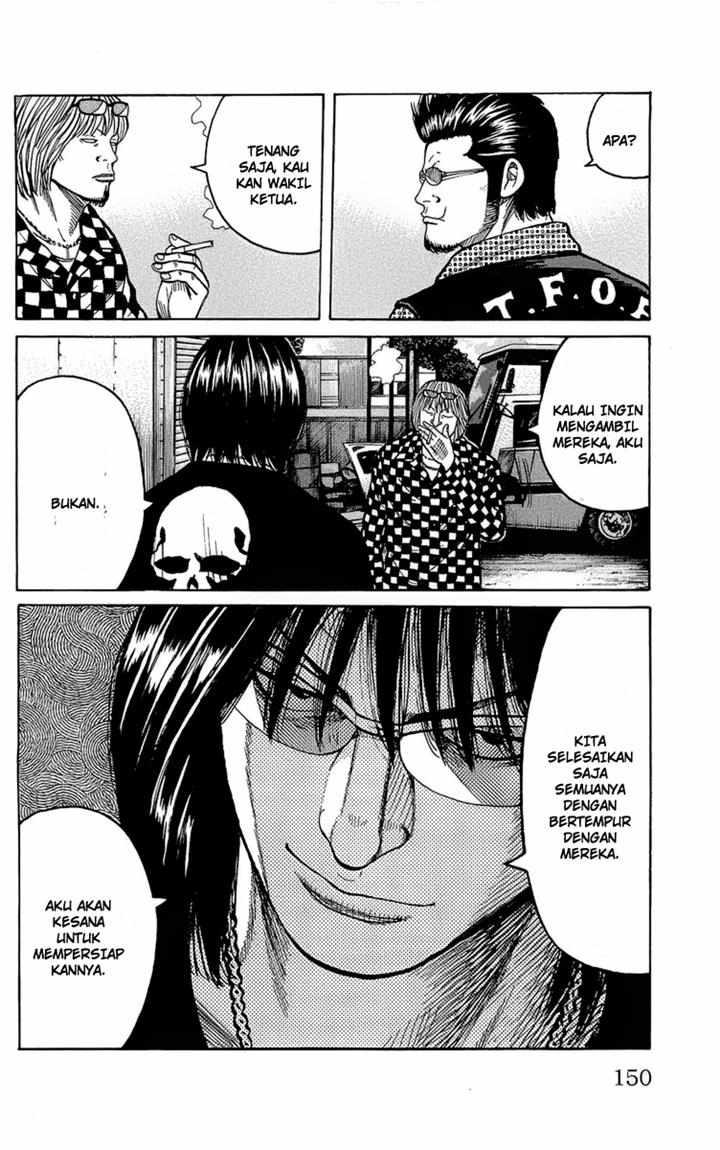 APA?
T.F.O.
TENANG
SAJA, KAU
KAN WAKIL
KETUA.
KALAU INGIN
MENGAMBIL
MEREKA, AKU
SAJA.
BUKAN.
KITA
SELESAIKAN
SAJA
SEMUANYA
DENGAN
BERTEMPUR
DENGAN
MEREKA.
AKU AKAN
KESANA
UNTUK
MEMPERSIAP
KANNYA.
150